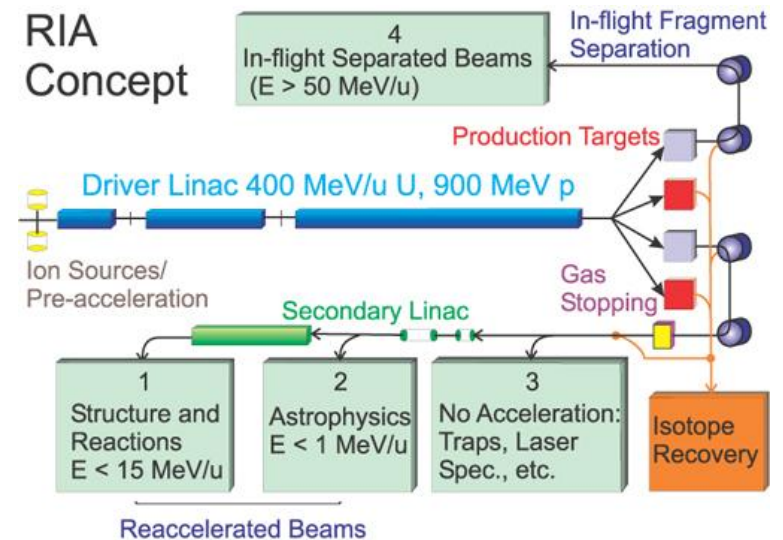 RIA
Concept
4
In-flight Separated Beams
(E > 50 MeV/u)
In-flight Fragment
Separation
Production Targets
Driver Linac 400 MeV/u U, 900 MeV p
Ion Sources/
Pre-acceleration
Gas
Stopping
Secondary Linac
1
Structure and
Reactions
E < 15 MeV/u
2
Astrophysics
E < 1 MeV/u
3
No Acceleration:
Traps, Laser
Spec., etc.
Isotope
Recovery
Reaccelerated Beams